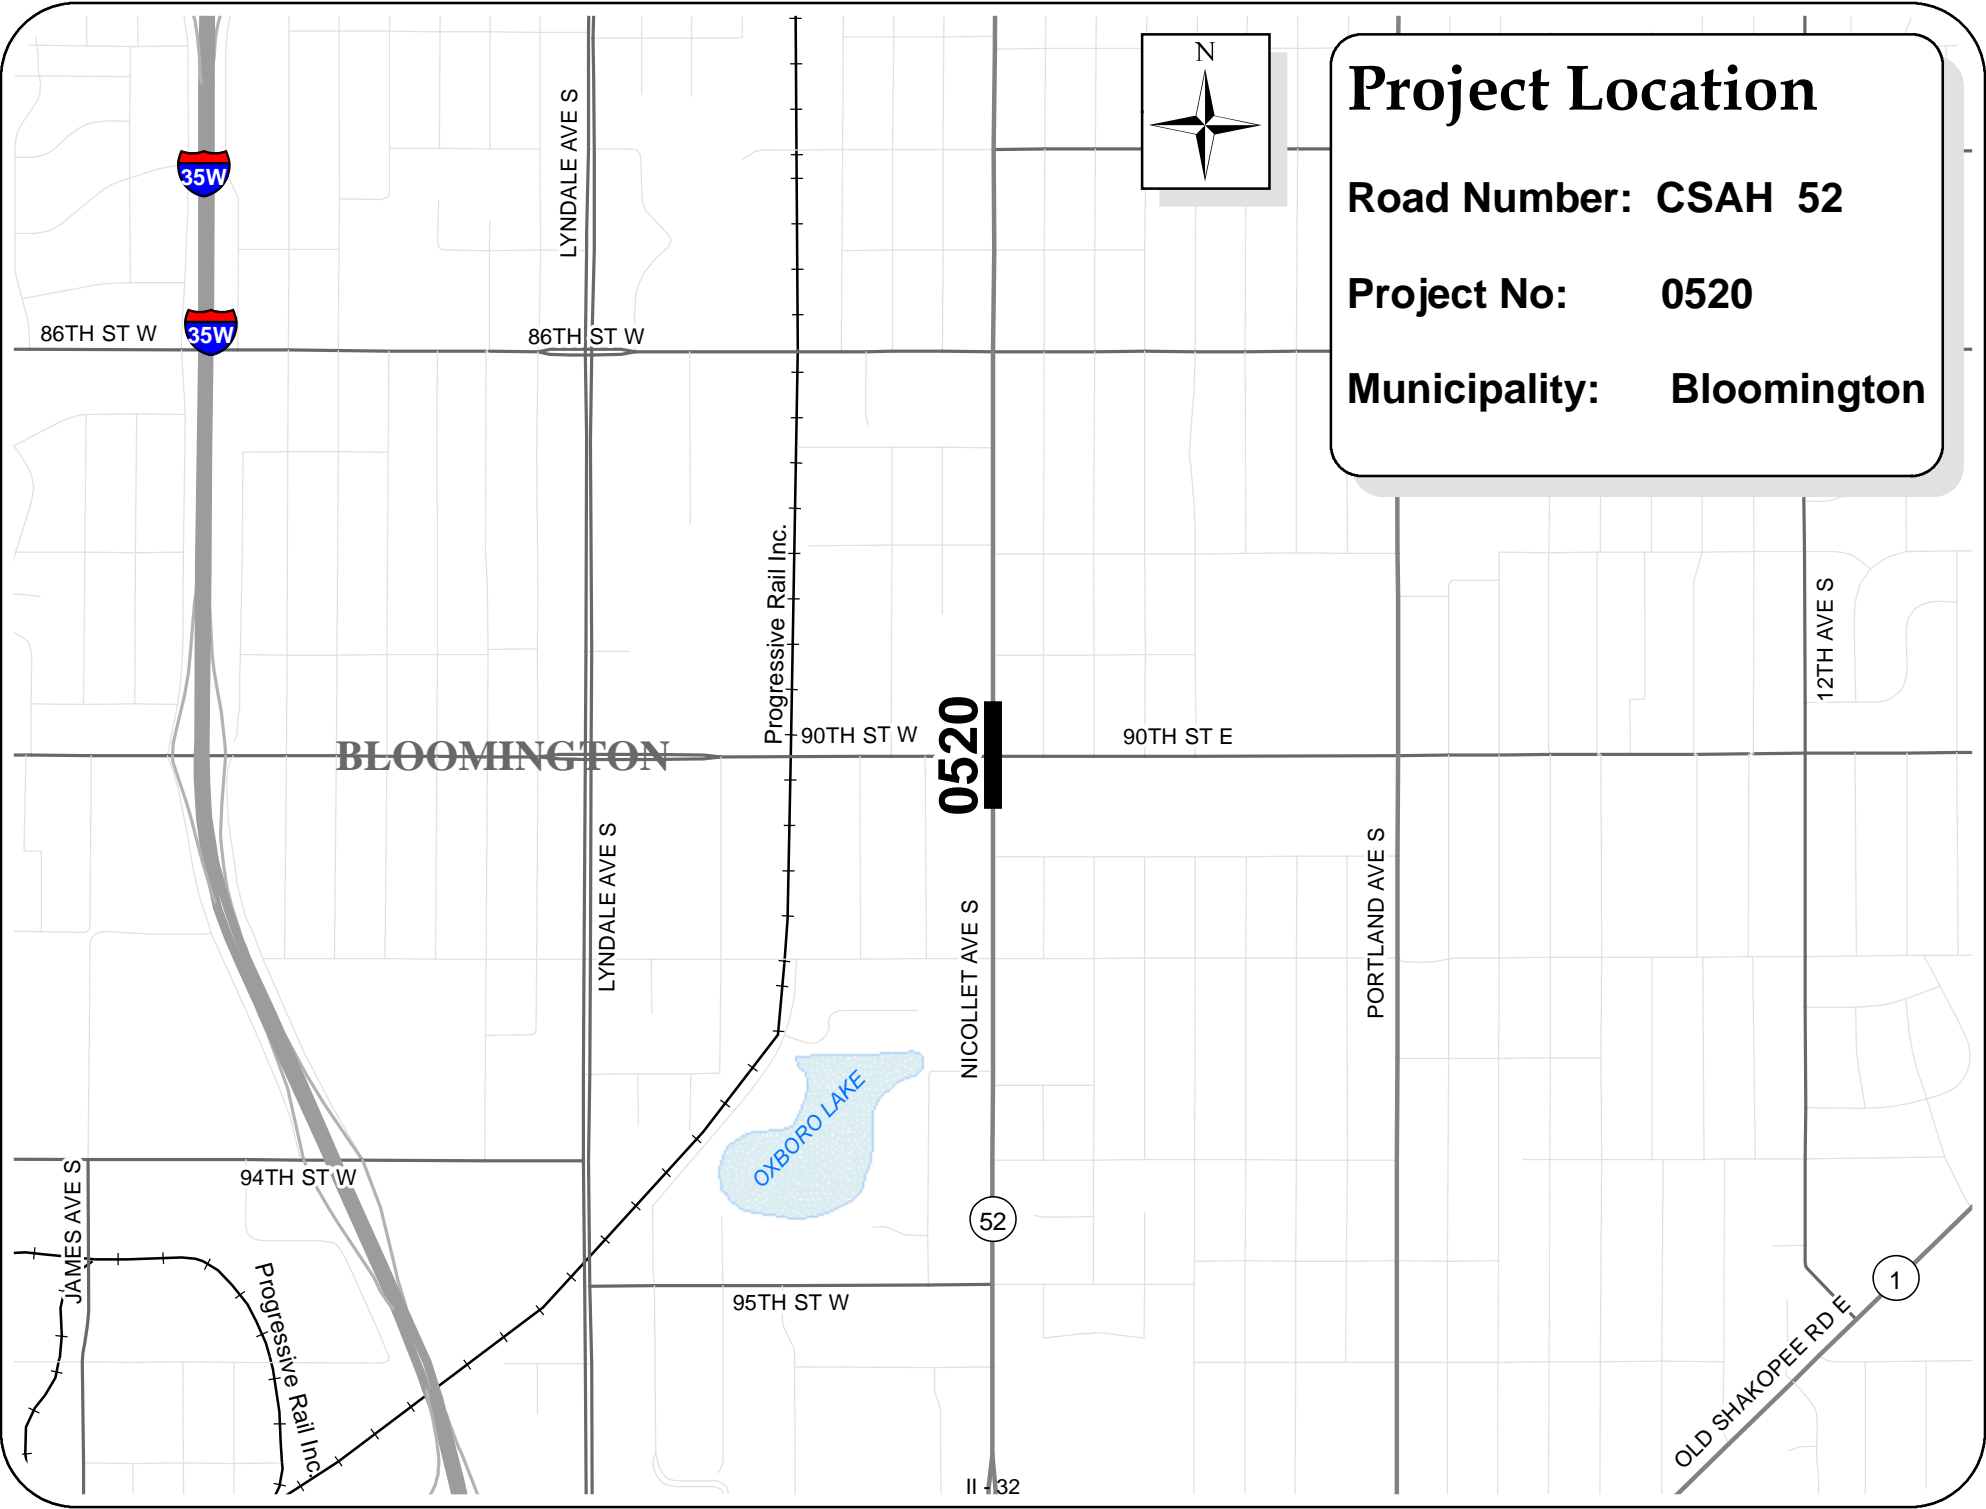 N
Project Location
Road Number: CSAH 52
Project No: 0520
Municipality: Bloomington
35W
35W
LYNDALE AVE S
86TH ST W
86TH ST W
Progressive Rail Inc.
12TH AVE S
BLOOMINGTON
90TH ST W
0520
90TH ST E
LYNDALE AVE S
NICOLLET AVE S
PORTLAND AVE S
OXBORO LAKE
94TH ST W
JAMES AVE S
52
1
95TH ST W
Progressive Rail Inc.
OLD SHAKOPEE RD E
II - 32